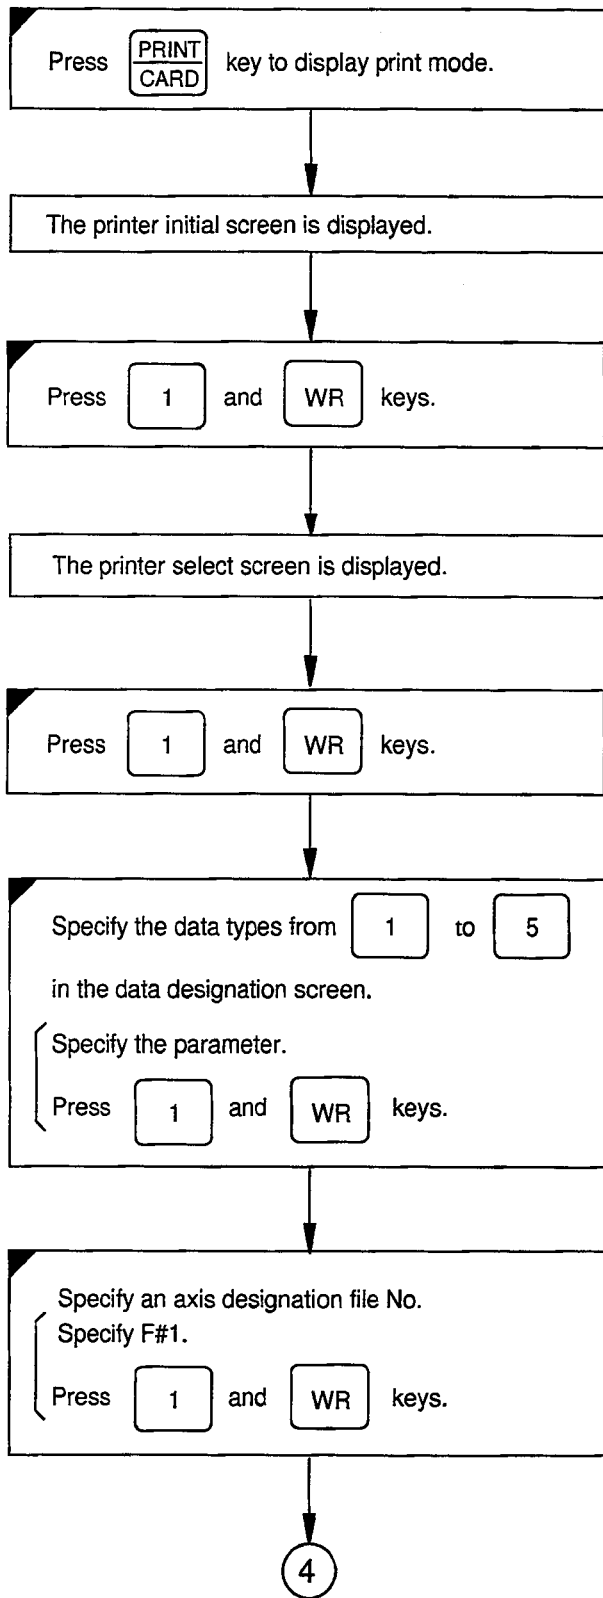 Press PRINT CARD key to display print mode.
The printer initial screen is displayed.
Press 1 and WR keys.
The printer select screen is displayed.
Press 1 and WR keys.
Specify the data types from 1 to 5
in the data designation screen.
Specify the parameter.
Press 1 and WR keys.
Specify an axis designation file No.
Specify F#1.
Press 1 and WR keys.
4